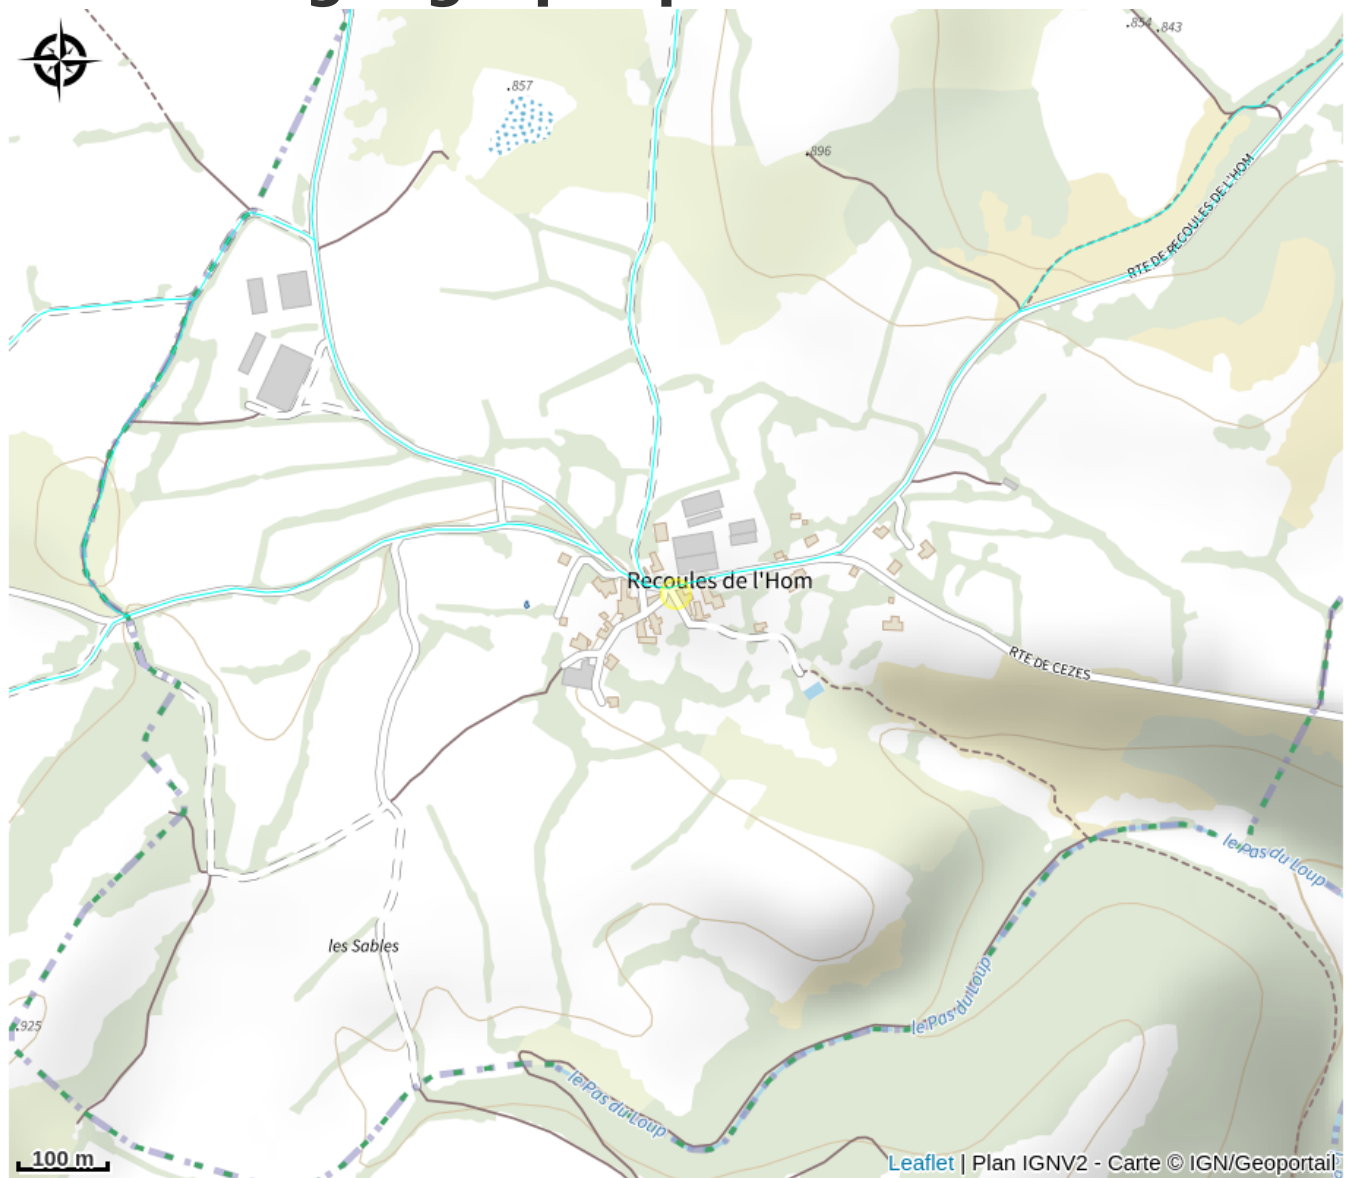 .854
.843
.857
.896
RTE DE RECOULES DE L'HOM
Recoules de l'Hom
RTE DE CEZES
le Pas du Loup
les Sables
le Pas du Loup
.925
le Pas du Loup
100 m
Leaflet | Plan IGNV2 - Carte © IGN/Geoportail